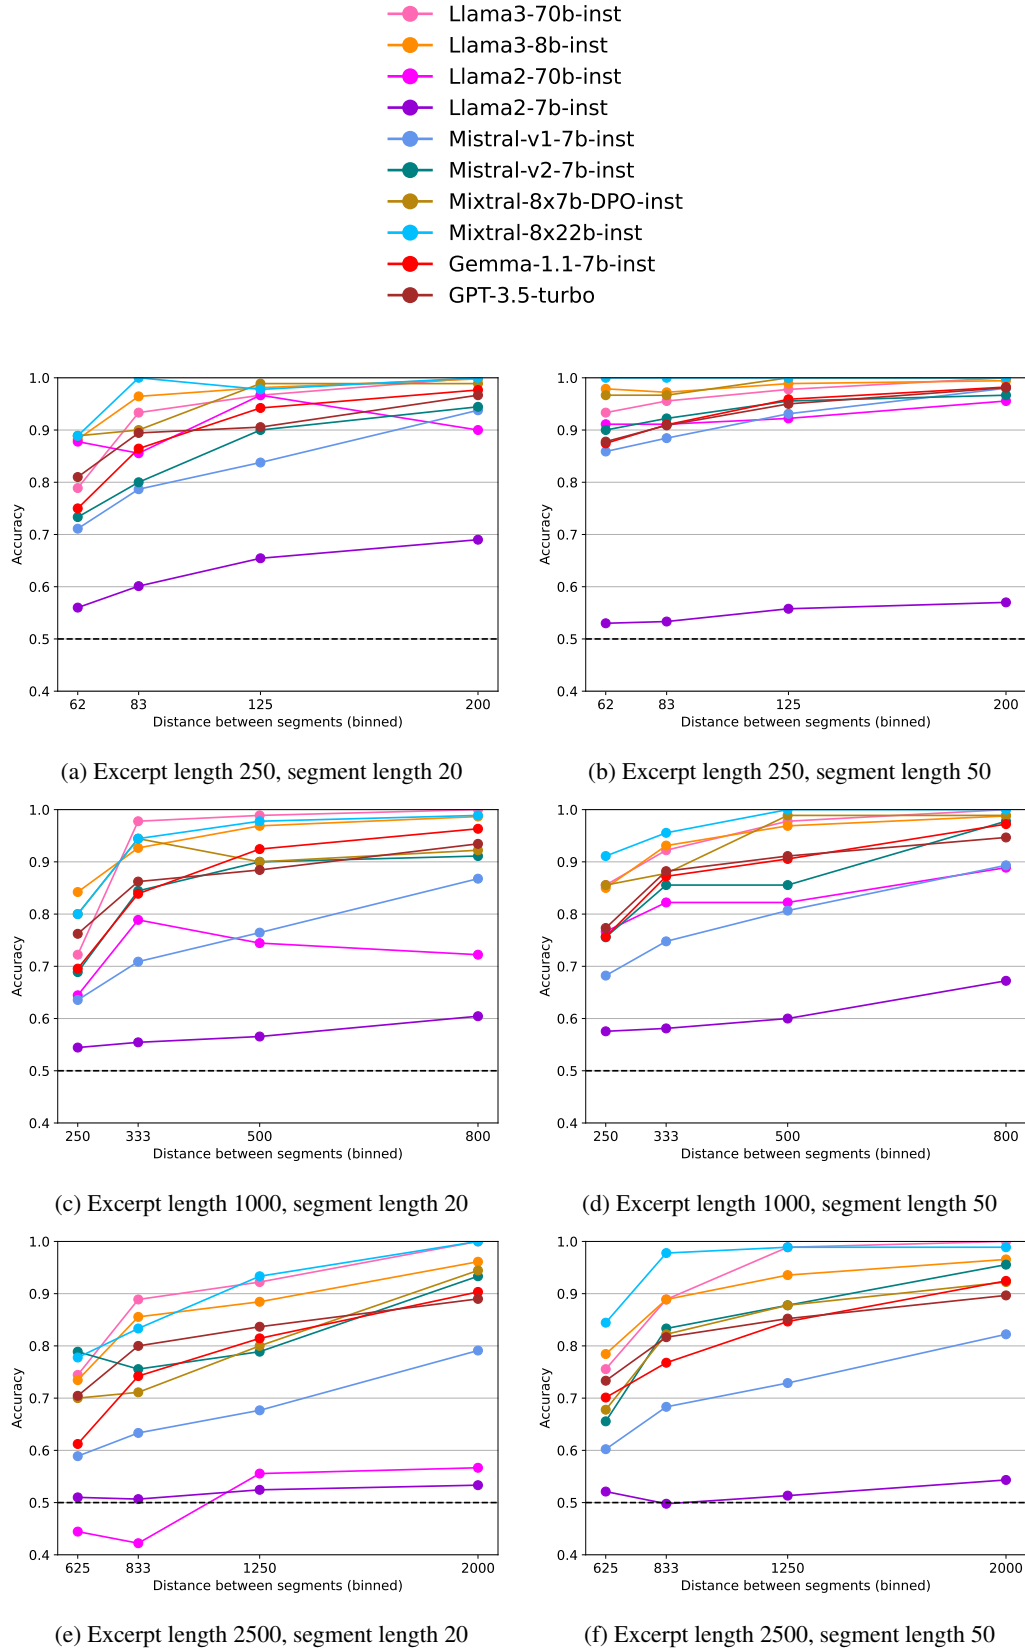 Llama3-70b-inst
Llama3-8b-inst
Llama2-70b-inst
Llama2-7b-inst
Mistral-v1-7b-inst
Mistral-v2-7b-inst
Mixtral-8x7b-DPO-inst
Mixtral-8x22b-inst
Gemma-1.1-7b-inst
GPT-3.5-turbo
1.0
0.9
0.8
0.7
0.6
0.5
0.4
Accuracy
62 83 125 200
Distance between segments (binned)
(a) Excerpt length 250, segment length 20
1.0
0.9
0.8
0.7
0.6
0.5
0.4
Accuracy
62 83 125 200
Distance between segments (binned)
(b) Excerpt length 250, segment length 50
1.0
0.9
0.8
0.7
0.6
0.5
0.4
Accuracy
250 333 500 800
Distance between segments (binned)
(c) Excerpt length 1000, segment length 20
1.0
0.9
0.8
0.7
0.6
0.5
0.4
Accuracy
250 333 500 800
Distance between segments (binned)
(d) Excerpt length 1000, segment length 50
1.0
0.9
0.8
0.7
0.6
0.5
0.4
Accuracy
625 833 1250 2000
Distance between segments (binned)
(e) Excerpt length 2500, segment length 20
1.0
0.9
0.8
0.7
0.6
0.5
0.4
Accuracy
625 833 1250 2000
Distance between segments (binned)
(f) Excerpt length 2500, segment length 50